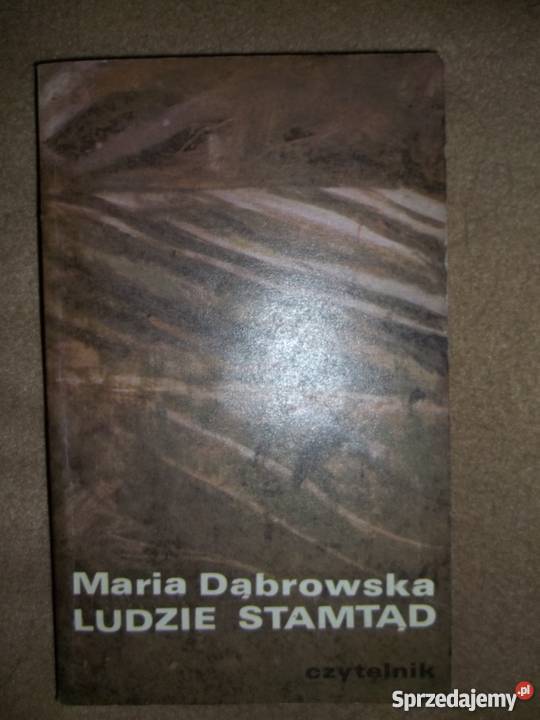 Maria Dąbrowska
LUDZIE STAMTĄD
czytelnik
Sprzedajemy.pl